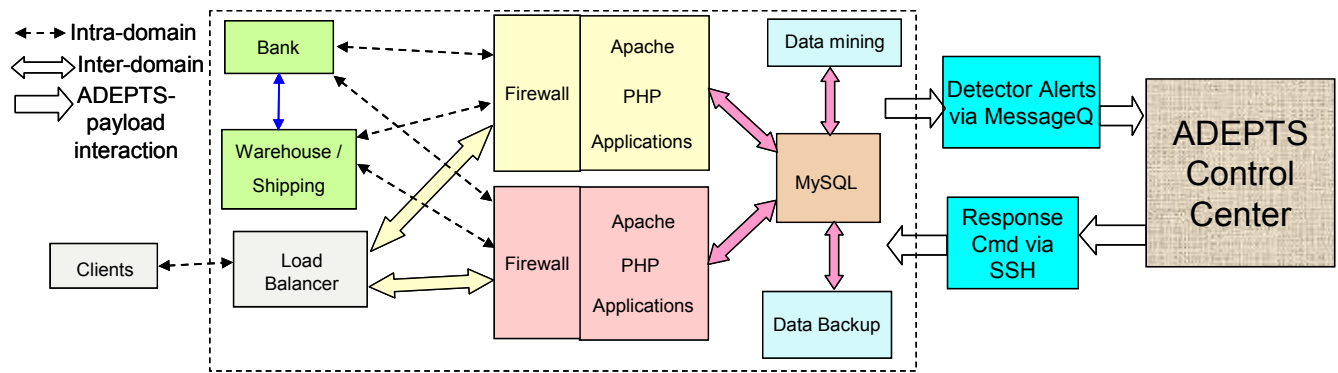 Intra-domain
Inter-domain
ADEPTS-
payload
interaction
Bank
Warehouse /
Shipping
Clients
Load
Balancer
Firewall
Apache
PHP
Applications
Firewall
Apache
PHP
Applications
Data mining
MySQL
Data Backup
Detector Alerts
via MessageQ
Response
Cmd via
SSH
ADEPTS
Control
Center